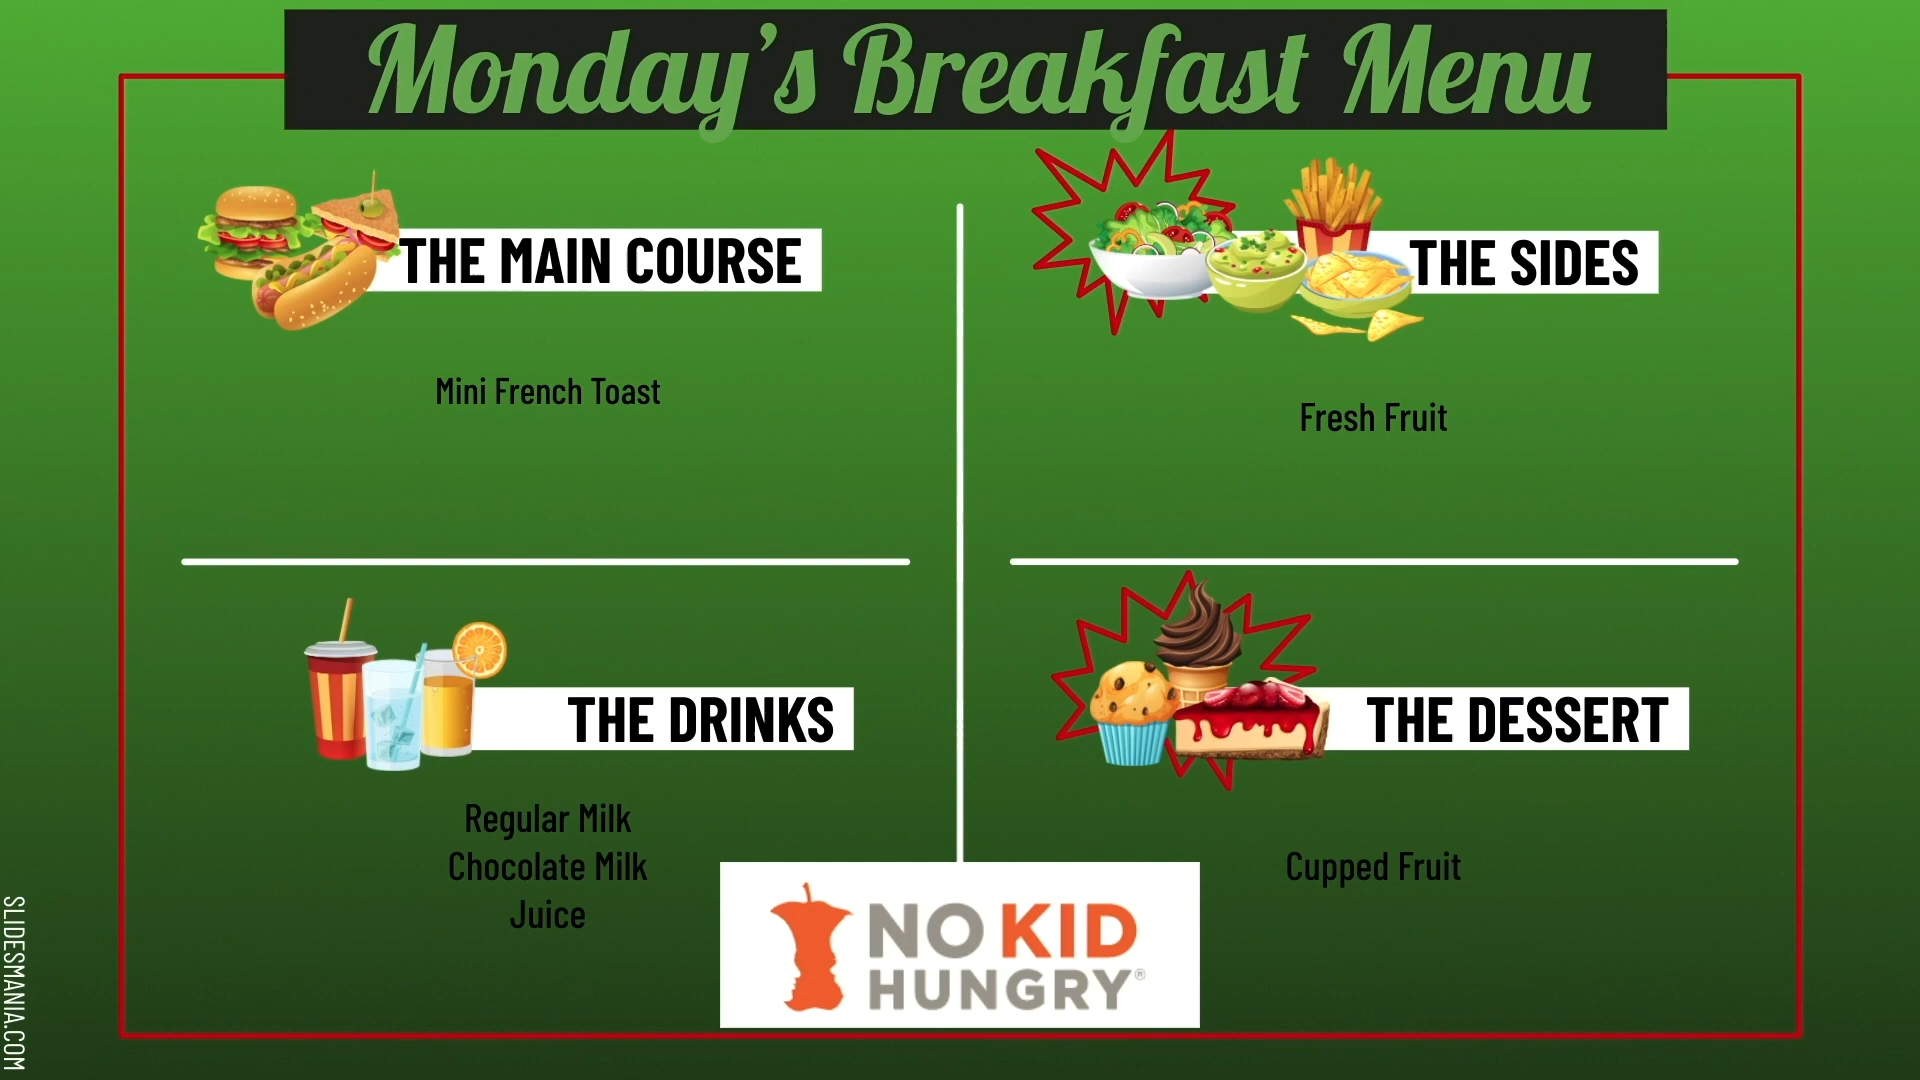 Monday's Breakfast Menu
THE MAIN COURSE
Mini French Toast
THE SIDES
Fresh Fruit
THE DRINKS
Regular Milk
Chocolate Milk
Juice
THE DESSERT
Cupped Fruit
NO KID
HUNGRY®
SLIDESMANIA.COM